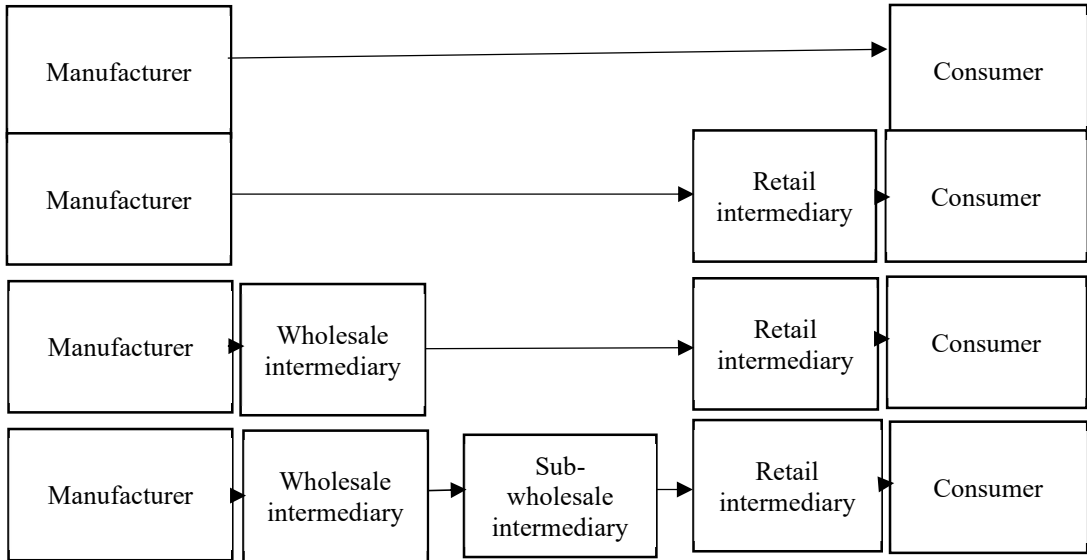 Manufacturer
Consumer
Manufacturer
Retail
intermediary
Consumer
Manufacturer
Wholesale
intermediary
Retail
intermediary
Consumer
Manufacturer
Wholesale
intermediary
Sub-
wholesale
intermediary
Retail
intermediary
Consumer